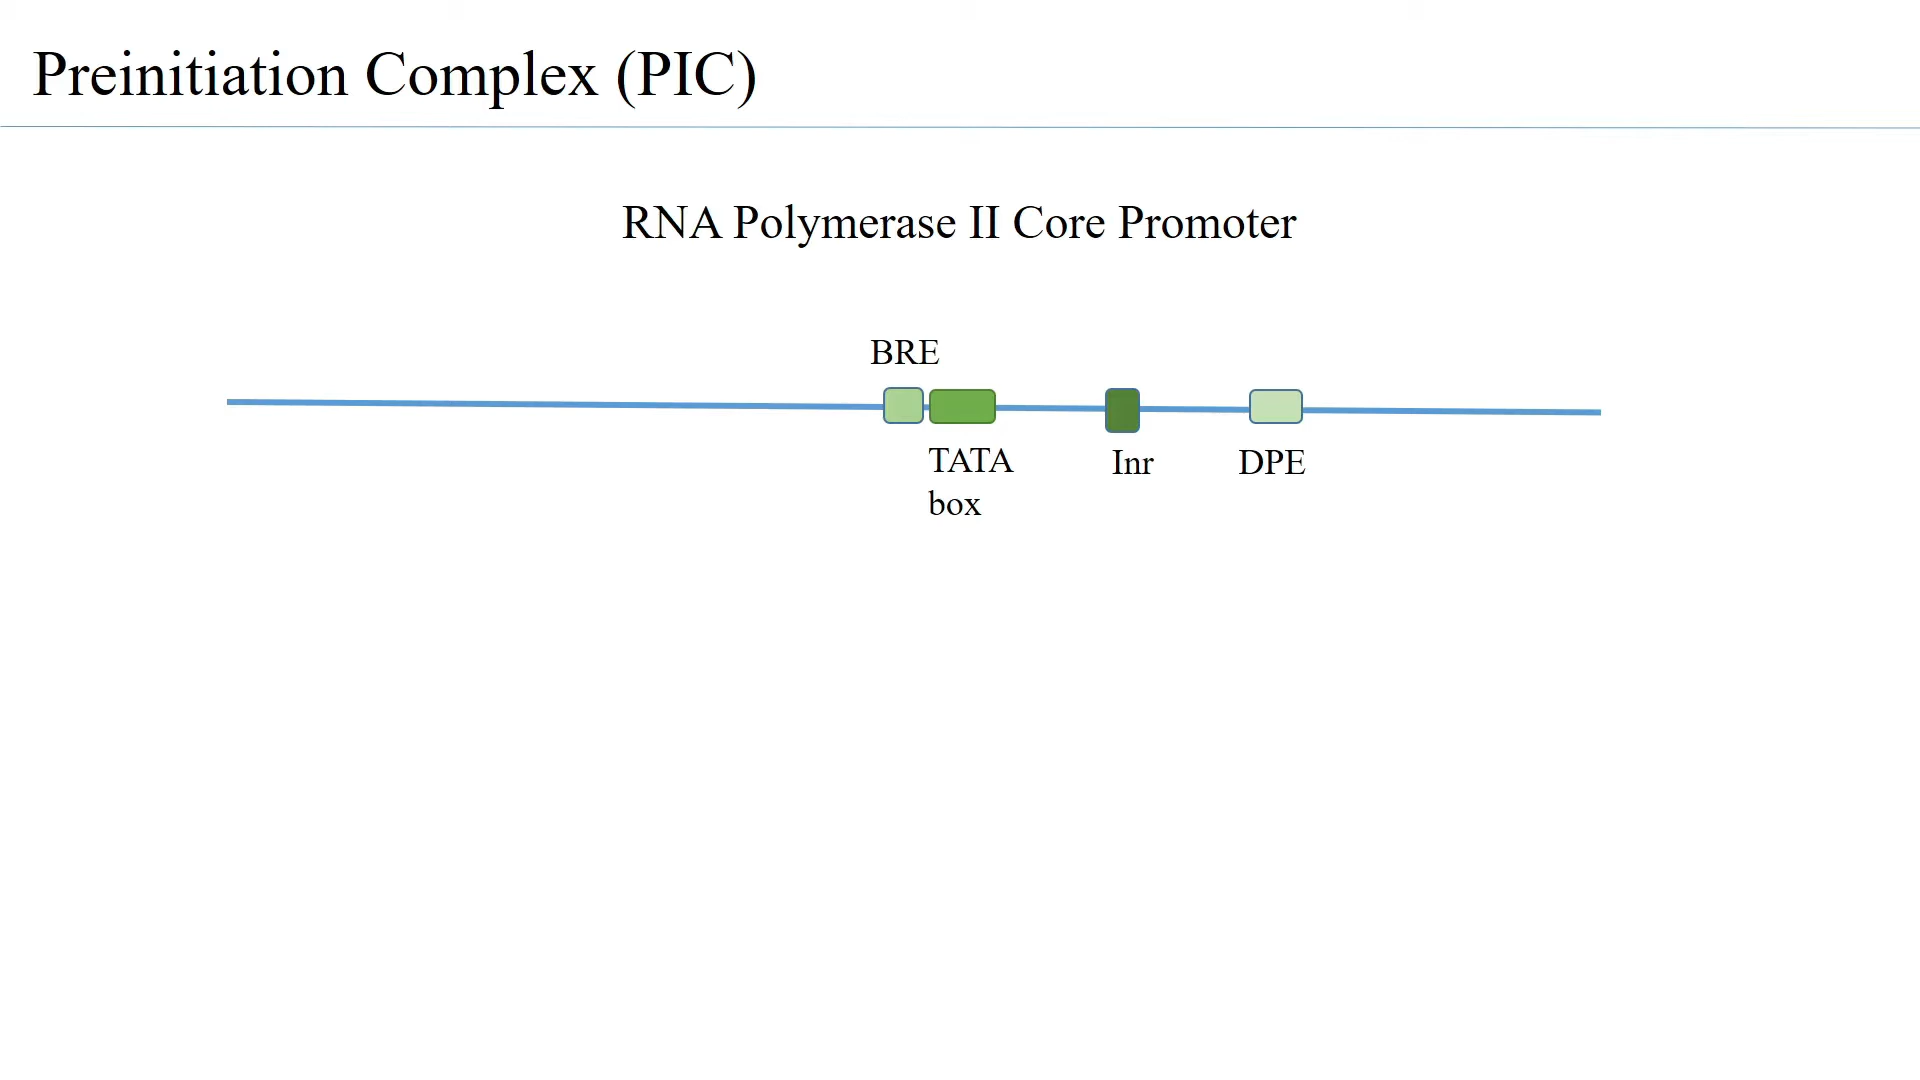 Preinitiation Complex (PIC)
RNA Polymerase II Core Promoter
BRE
TATA
box
Inr
DPE